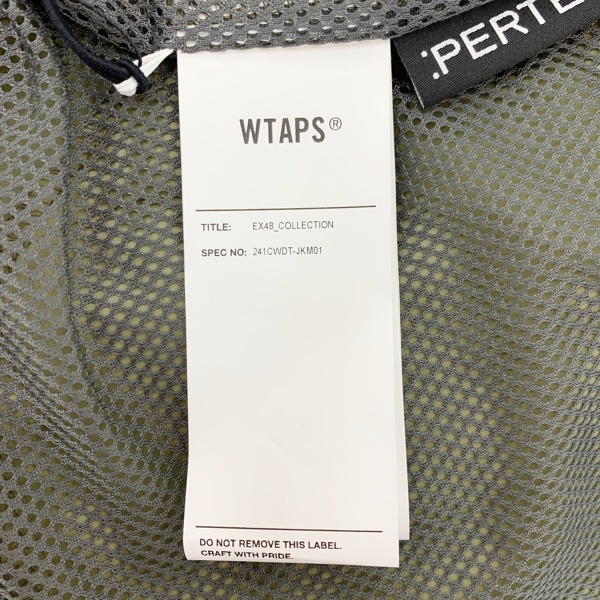 :PERTE
WTAPS®
TITLE: EX48_COLLECTION
SPEC NO: 241CWDT-JKM01
DO NOT REMOVE THIS LABEL.
CRAFT WITH PRIDE.